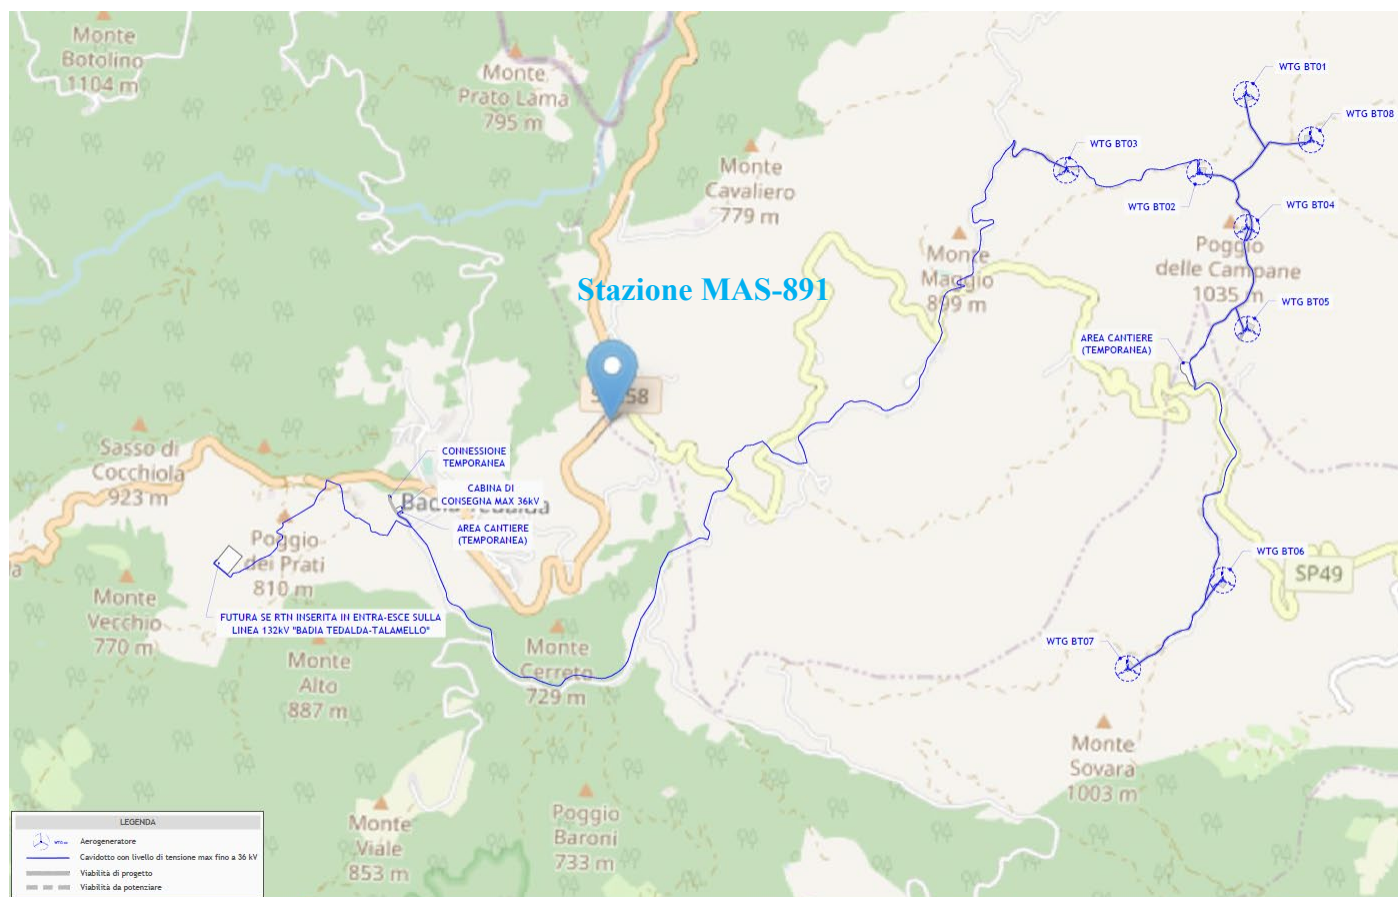 Monte
Botolino
1104 m
Monte
Prato Lama
795 m
WTG BT01
WTG BT08
WTG BT03
Monte
Cavaliero
779 m
WTG BT02
WTG BT04
Poggio
delle Campane
1035 m
Monte
Maggio
899 m
Stazione MAS-891
WTG BT05
AREA CANTIERE
(TEMPORANEA)
58
Sasso di
Cocchiola
923 m
CONNESSIONE
TEMPORANEA
CABINA DI
CONSEGNA MAX 36kV
Badia Tedalda
AREA CANTIERE
(TEMPORANEA)
Poggio
dei Prati
810 m
WTG BT06
SP49
Monte
Vecchio
770 m
FUTURA SE RTN INSERITA IN ENTRA-ESCE SULLA
LINEA 132kV "BADIA TEDALDA-TALAMELLO"
WTG BT07
Monte
Cerreto
729 m
Monte
Alto
887 m
Monte
Sovara
1003 m
Poggio
Baroni
733 m
Monte
Viale
853 m
LEGENDA
Aerogeneratore
Cavidotto con livello di tensione max fino a 36 kV
Viabilità di progetto
Viabilità da potenziare